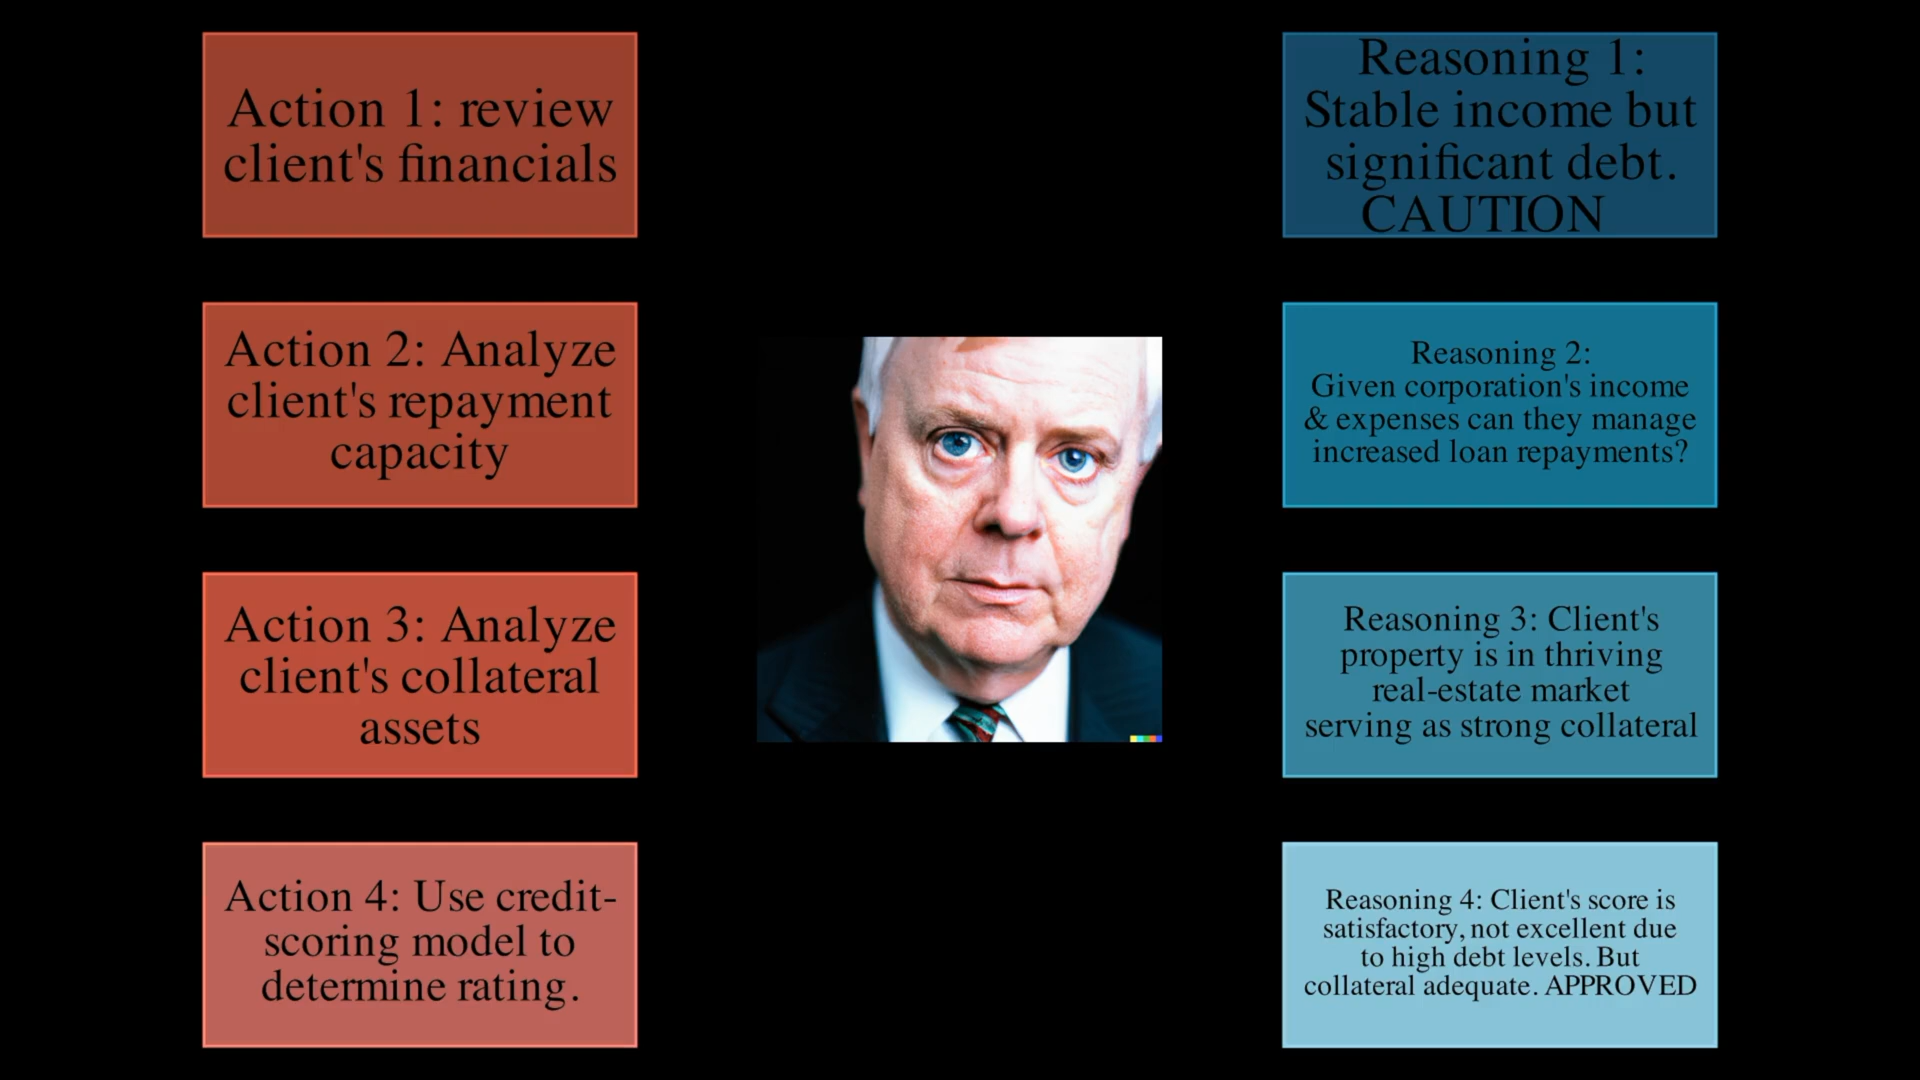 Action 1: review
client's financials
Action 2: Analyze
client's repayment
capacity
Action 3: Analyze
client's collateral
assets
Action 4: Use credit-
scoring model to
determine rating.
Reasoning 1:
Stable income but
significant debt.
CAUTION
Reasoning 2:
Given corporation's income
& expenses can they manage
increased loan repayments?
Reasoning 3: Client's
property is in thriving
real-estate market
serving as strong collateral
Reasoning 4: Client's score is
satisfactory, not excellent due
to high debt levels. But
collateral adequate. APPROVED